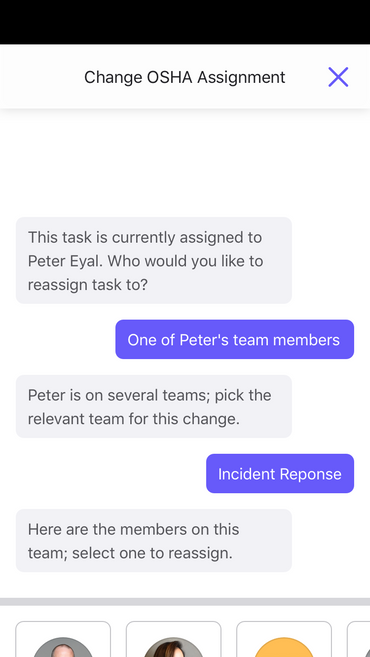 Change OSHA Assignment
This task is currently assigned to
Peter Eyal. Who would you like to
reassign task to?
One of Peter's team members
Peter is on several teams; pick the
relevant team for this change.
Incident Reponse
Here are the members on this
team; select one to reassign.